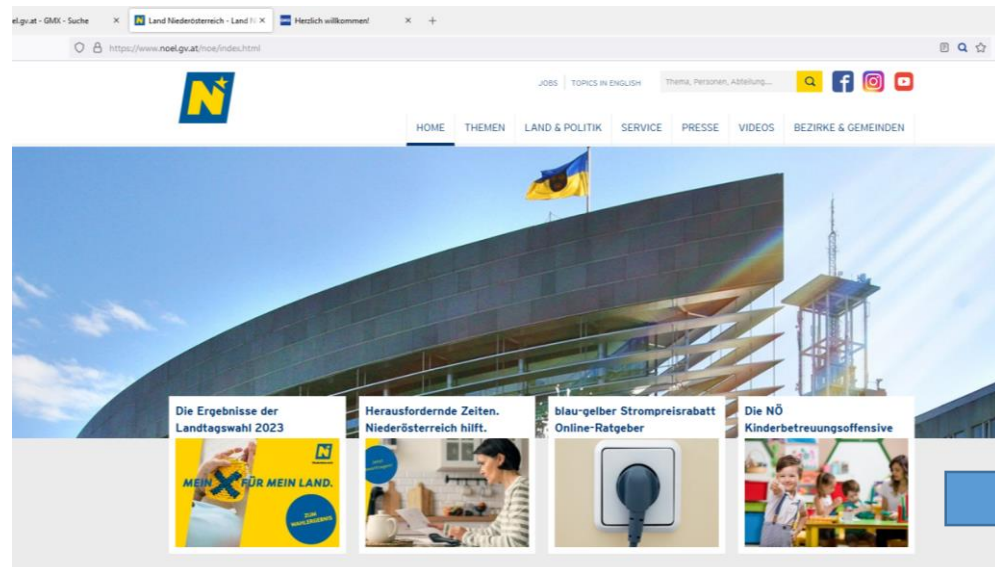 el.gv.at - GMX - Suche
Land Niederösterreich - Land N
Herzlich willkommen!
https://www.noel.gv.at/noe/index.html
N
JOBS
TOPICS IN ENGLISH
Thema, Personen, Abteilung...
HOME
THEMEN
LAND & POLITIK
SERVICE
PRESSE
VIDEOS
BEZIRKE & GEMEINDEN
Die Ergebnisse der
Landtagswahl 2023
MEIN X FÜR MEIN LAND.
ZUM
WAHLERGEBNIS
Herausfordernde Zeiten.
Niederösterreich hilft.
blau-gelber Strompreisrabatt
Online-Ratgeber
Die NÖ
Kinderbetreuungsoffensive